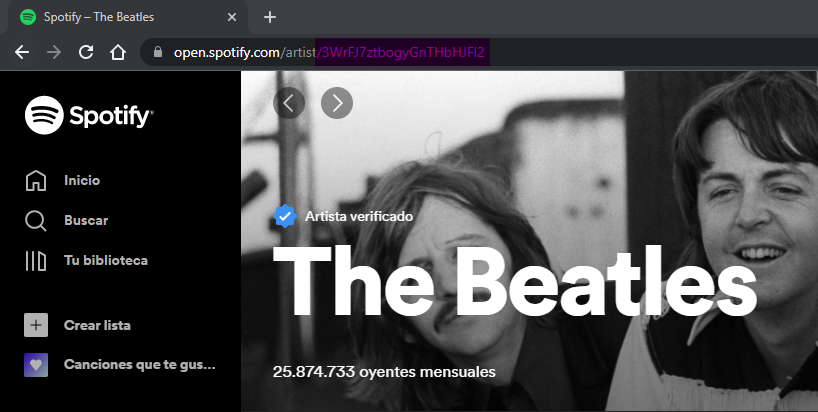 Spotify – The Beatles
open.spotify.com/artist/3WrFJ7ztbogyGnTHbHJFl2
Spotify
Inicio
Buscar
Tu biblioteca
Crear lista
Canciones que te gus...
Artista verificado
The Beatles
25.874.733 oyentes mensuales